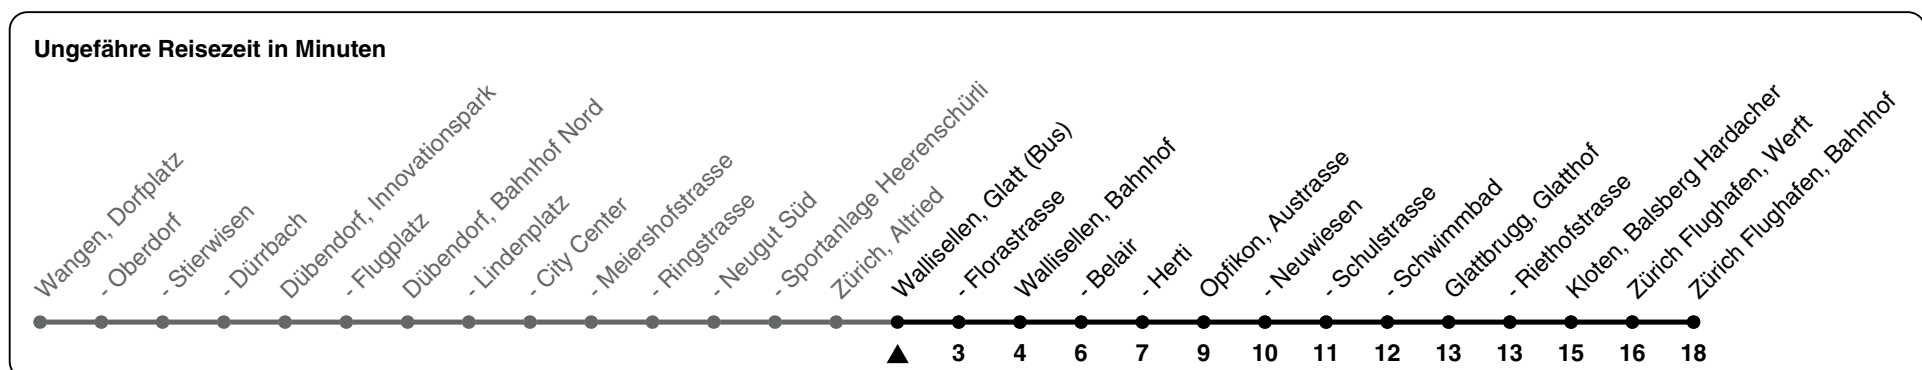 Ungefähre Reisezeit in Minuten
Wangen, Dorfplatz
- Oberdorf
- Stierwisen
- Dürrbach
Dübendorf, Innovationspark
- Flugplatz
Dübendorf, Bahnhof Nord
- Lindenplatz
- City Center
- Meiershofstrasse
- Ringstrasse
- Neugut Süd
- Sportanlage Heerenschürli
Zürich, Altried
Wallisellen, Glatt (Bus)
- Florastrasse
Wallisellen, Bahnhof
- Belair
- Herti
Opfikon, Austrasse
- Neuwiesen
- Schulstrasse
- Schwimmbad
Glattbrugg, Glatthof
- Riethofstrasse
Kloten, Balsberg Hardacher
Zürich Flughafen, Werft
Zürich Flughafen, Bahnhof
3 4 6 7 9 10 11 12 13 13 15 16 18